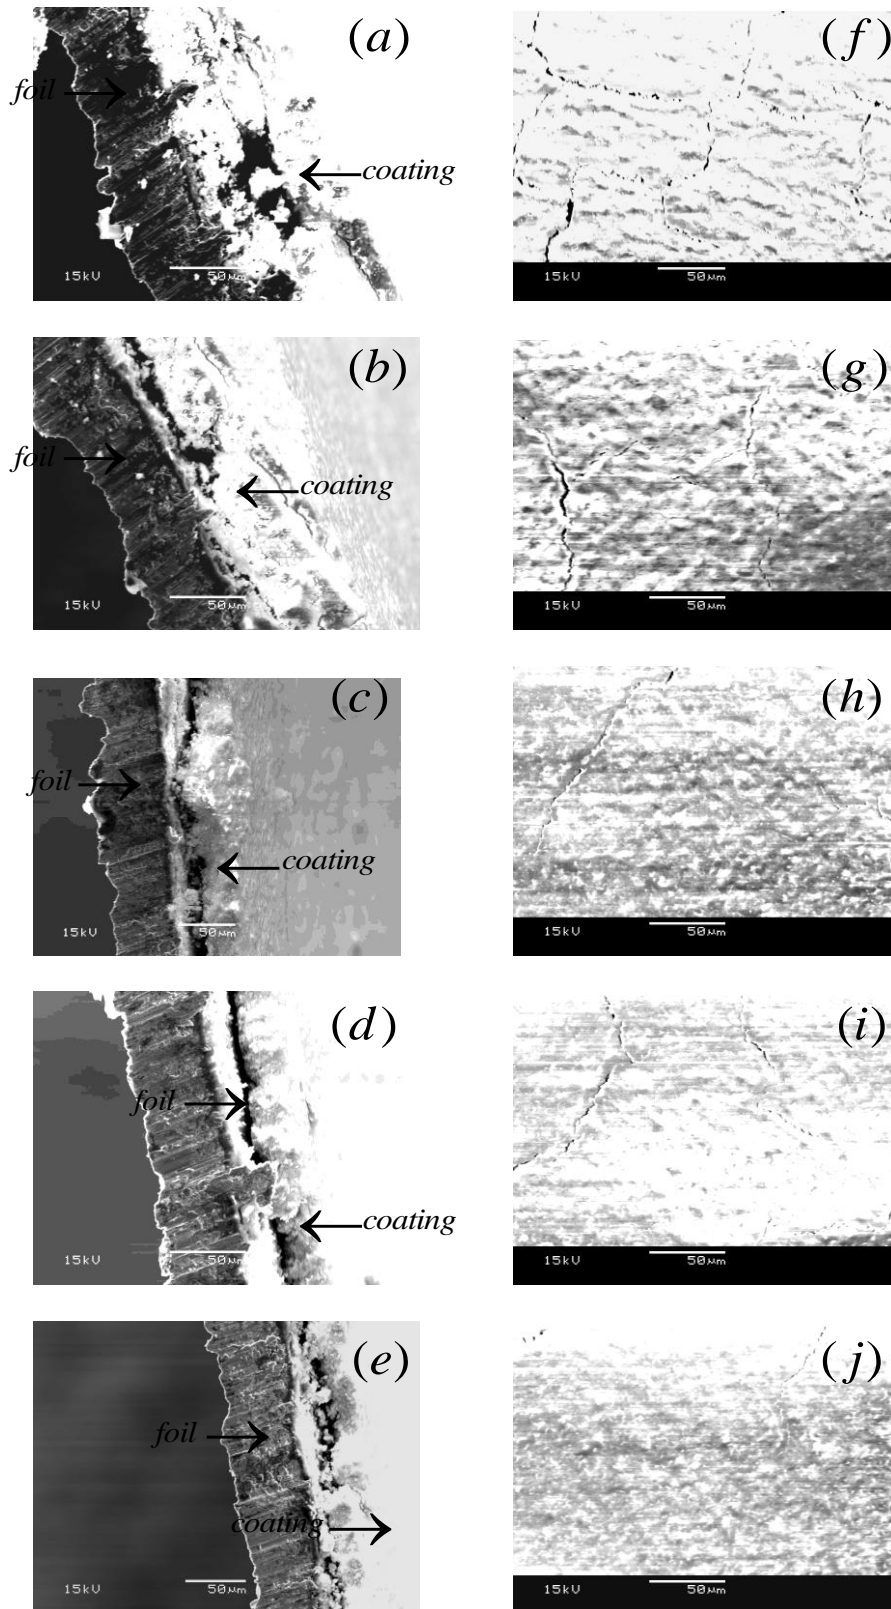 (a)
foil
coating
15kV 50μm
(f)
15kV 50μm
(b)
foil
coating
15kV 50μm
(g)
15kV 50μm
(c)
foil
coating
15kV 50μm
(h)
15kV 50μm
(d)
foil
coating
15kV 50μm
(i)
15kV 50μm
(e)
foil
coating
15kV 50μm
(j)
15kV 50μm